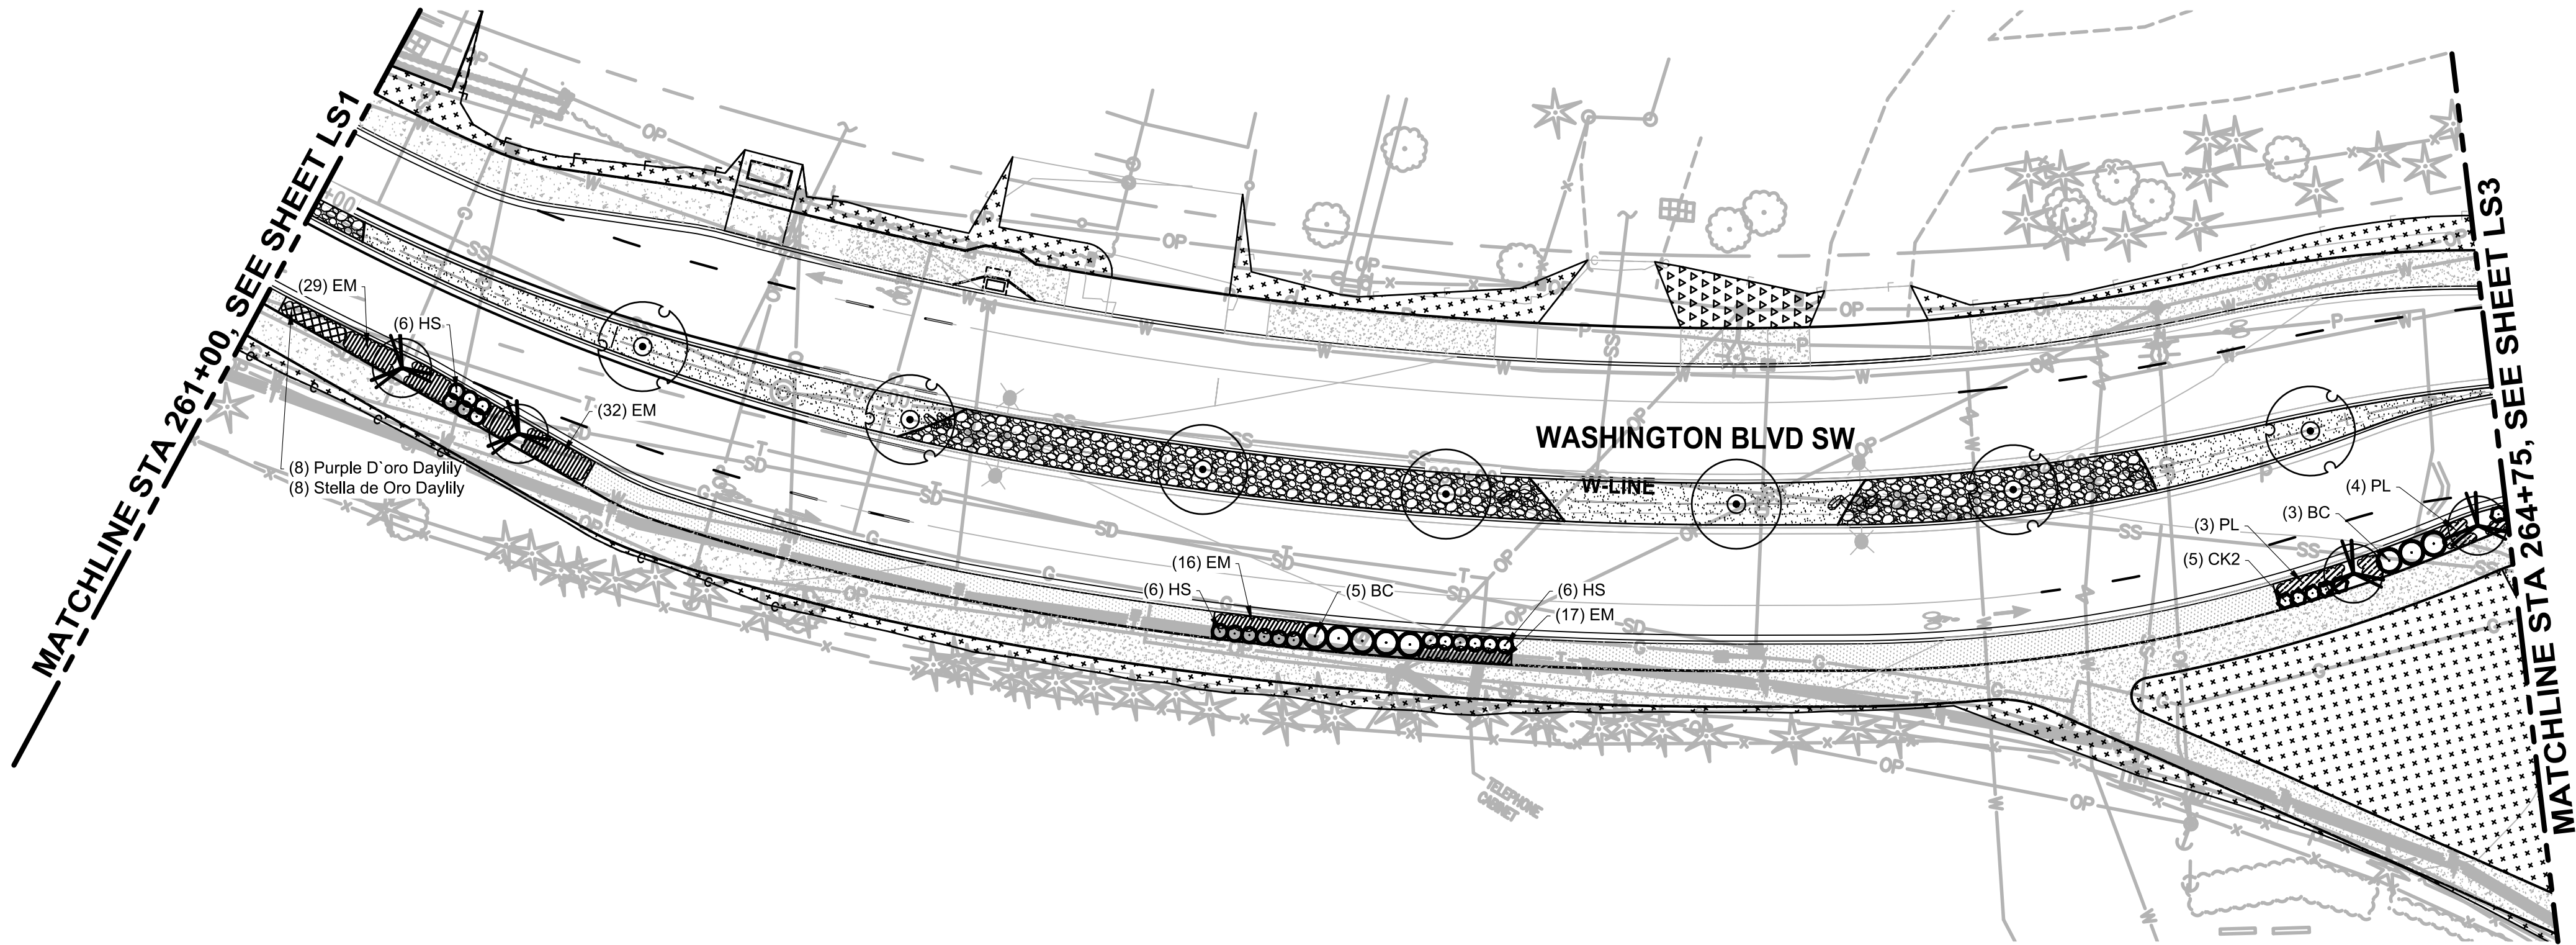 MATCHLINE STA 261+00, SEE SHEET LS1
(29) EM
(6) HS
(32) EM
(8) Purple D`oro Daylily
(8) Stella de Oro Daylily
WASHINGTON BLVD SW
W-LINE
(16) EM
(6) HS
(5) BC
(6) HS
(17) EM
(4) PL
(3) BC
(3) PL
(5) CK2
TELEPHONE
CABINET
MATCHLINE STA 264+75, SEE SHEET LS3